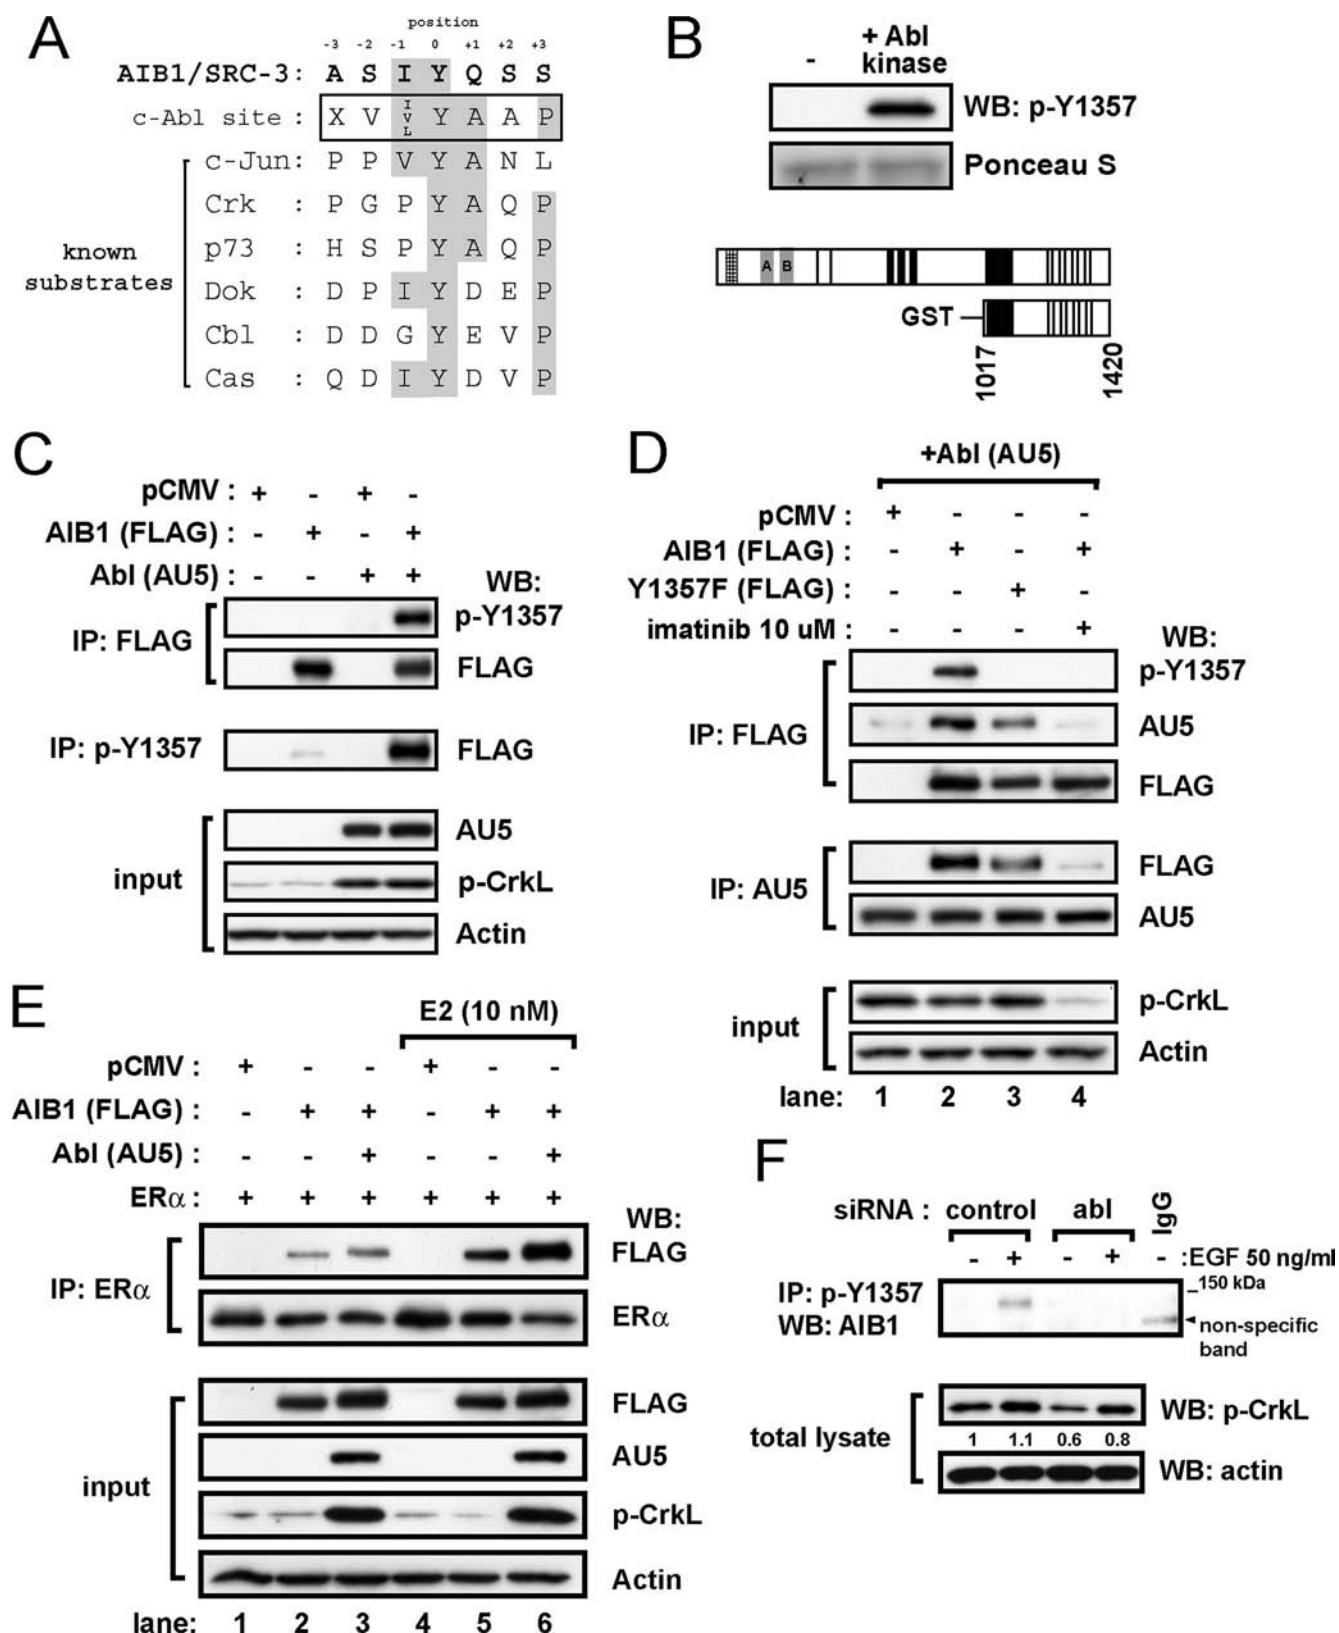 A
position
-3 -2 -1 0 +1 +2 +3
AIB1/SRC-3: A S I Y Q S S
c-Abl site : X V I V L Y A A P
c-Jun: P P V Y A N L
Crk : P G P Y A Q P
p73 : H S P Y A Q P
Dok : D P I Y D E P
Cbl : D D G Y E V P
Cas : Q D I Y D V P
known
substrates
B
- + Abl
kinase
WB: p-Y1357
Ponceau S
A B
GST
1017 1420
C
pCMV : + - + -
AIB1 (FLAG) : - + - +
Abl (AU5) : - - + +
WB:
IP: FLAG
p-Y1357
FLAG
IP: p-Y1357 FLAG
input
AU5
p-CrkL
Actin
D
+Abl (AU5)
pCMV : + - - -
AIB1 (FLAG) : - + - +
Y1357F (FLAG) : - - + -
imatinib 10 uM : - - - +
WB:
IP: FLAG
p-Y1357
AU5
FLAG
IP: AU5
FLAG
AU5
input
p-CrkL
Actin
lane: 1 2 3 4
E
E2 (10 nM)
pCMV : + - - + - -
AIB1 (FLAG) : - + + - + +
Abl (AU5) : - - + - - +
ERα : + + + + + +
WB:
IP: ERα
FLAG
ERα
input
FLAG
AU5
p-CrkL
Actin
lane: 1 2 3 4 5 6
F
siRNA : control abl IgG
- + - + - :EGF 50 ng/ml
IP: p-Y1357
WB: AIB1
150 kDa
non-specific
band
total lysate
WB: p-CrkL
1 1.1 0.6 0.8
WB: actin